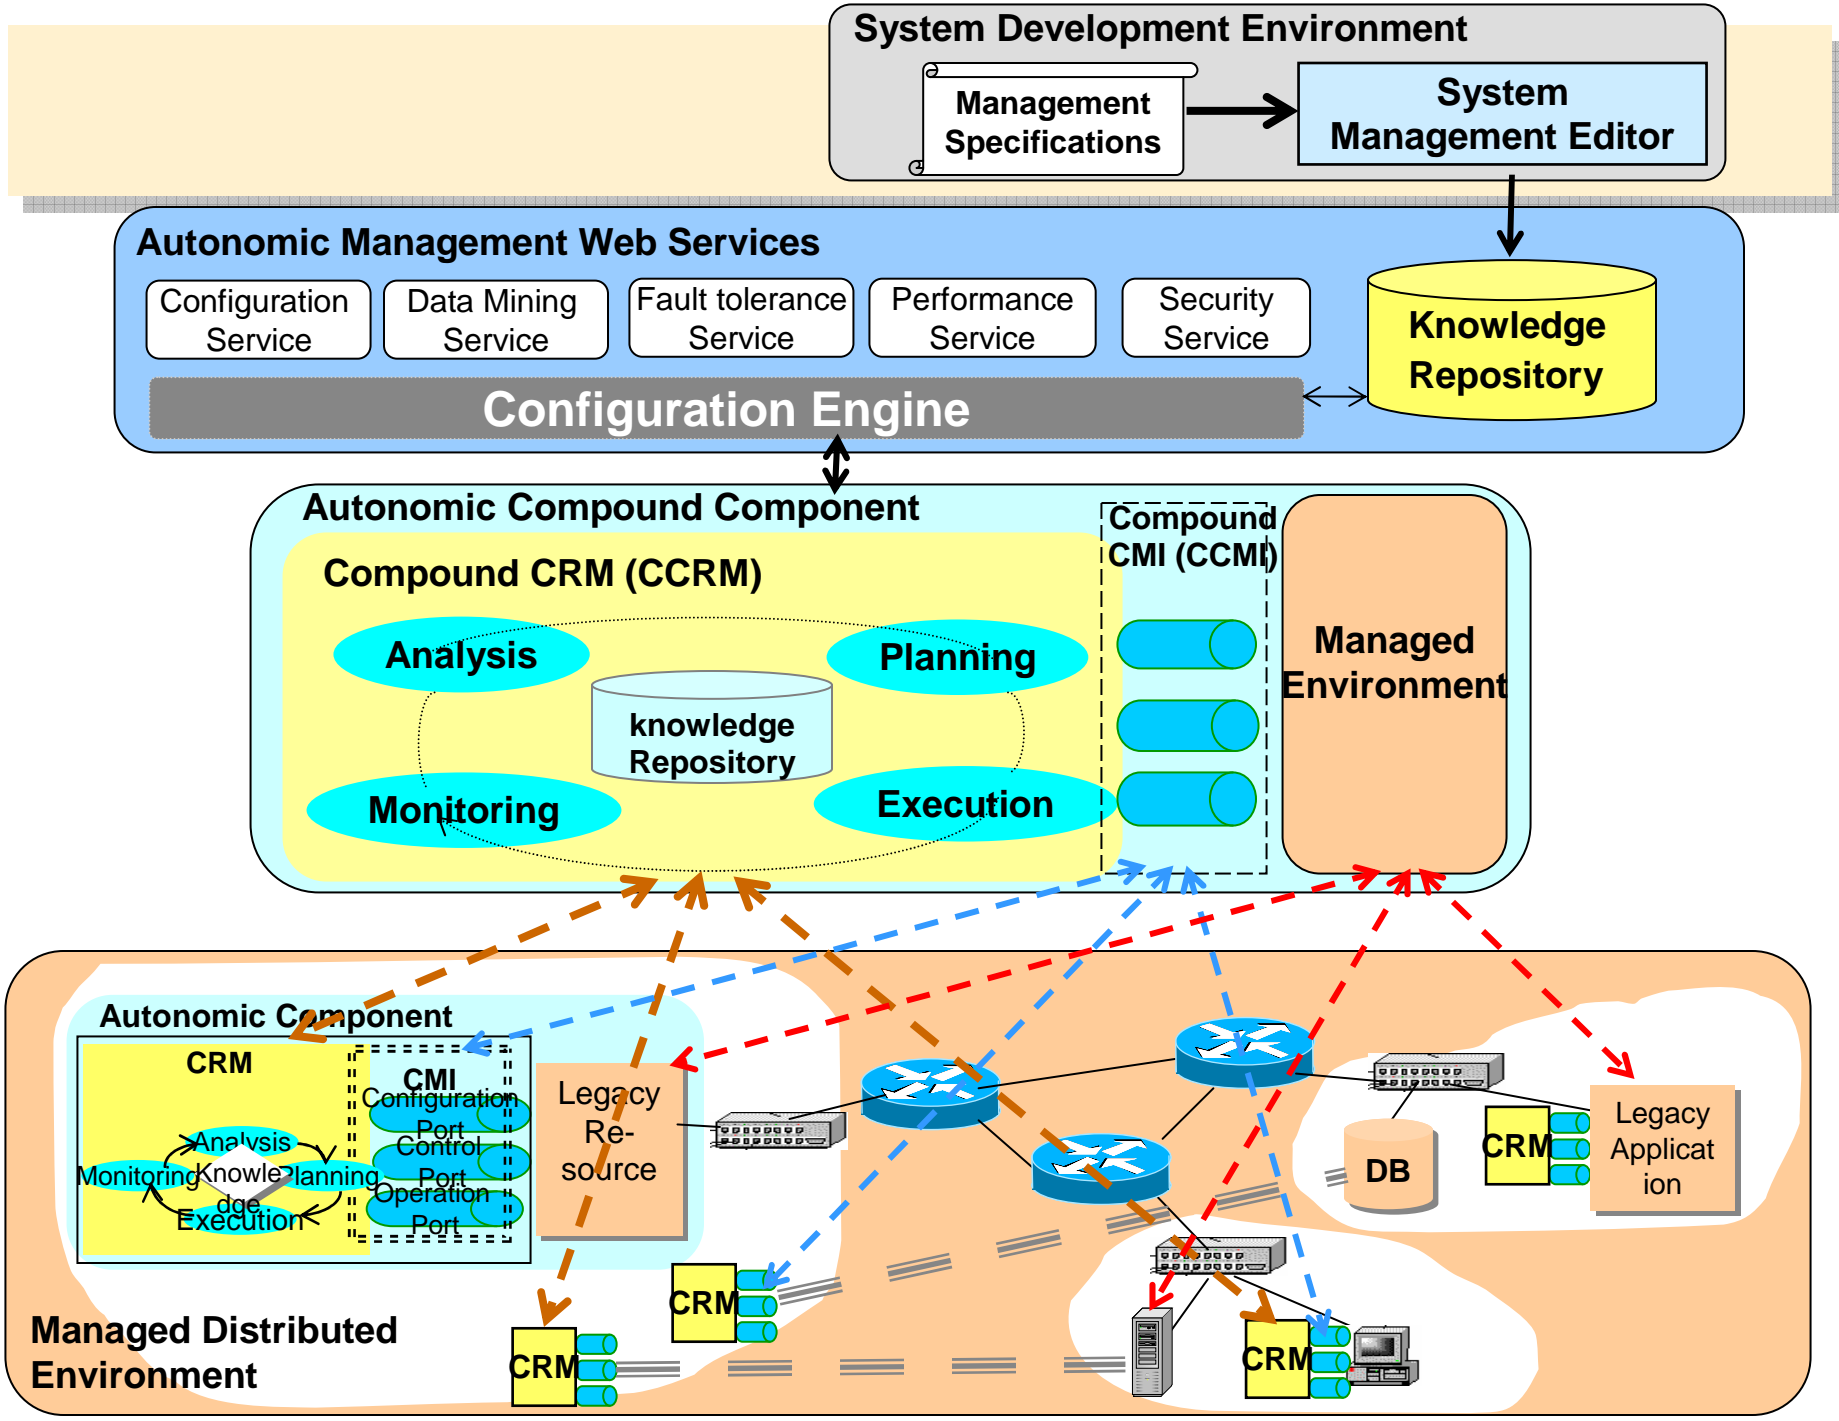 System Development Environment
Management
Specifications
System
Management Editor
Autonomic Management Web Services
Configuration
Service
Data Mining
Service
Fault tolerance
Service
Performance
Service
Security
Service
Knowledge
Repository
Configuration Engine
Autonomic Compound Component
Compound
CMI (CCMI)
Compound CRM (CCRM)
Analysis
Planning
knowledge
Repository
Monitoring
Execution
Managed
Environment
Autonomic Component
CRM
CMI
Configuration
Port
Control
Port
Operation
Port
Analysis
Monitoring
Knowle
dge
Planning
Execution
Legacy
Re-
source
CRM
CRM
CRM
DB
CRM
Legacy
Applicat
ion
Managed Distributed
Environment